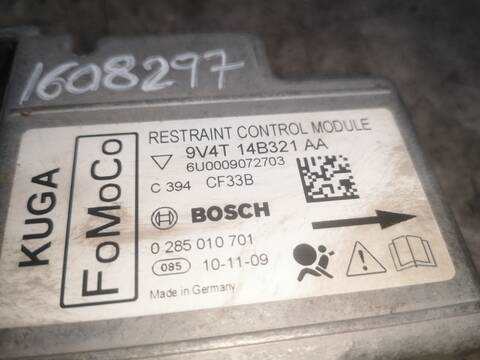 1608297
KUGA
FoMoCo
RESTRAINT CONTROL MODULE
9V4T 14B321 AA
6U0009072703
C 394 CF33B
BOSCH
0 285 010 701
085 10-11-09
Made in Germany